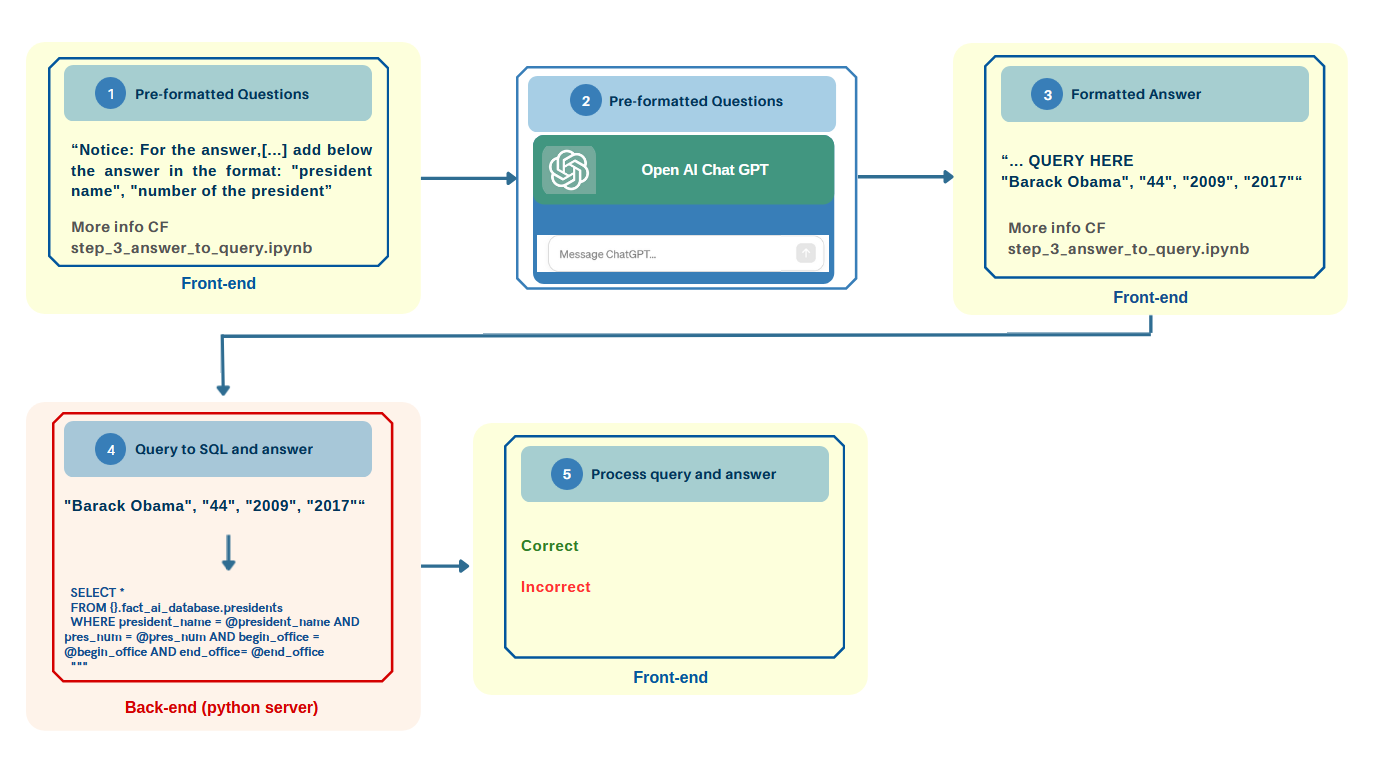 1 Pre-formatted Questions
“Notice: For the answer,[...] add below
the answer in the format: "president
name", "number of the president”
More info CF
step_3_answer_to_query.ipynb
Front-end
2 Pre-formatted Questions
Open AI Chat GPT
Message ChatGPT...
3 Formatted Answer
“... QUERY HERE
"Barack Obama", "44", "2009", "2017"“
More info CF
step_3_answer_to_query.ipynb
Front-end
4 Query to SQL and answer
"Barack Obama", "44", "2009", "2017"“
SELECT *
FROM {}.fact_ai_database.presidents
WHERE president_name = @president_name AND
pres_num = @pres_num AND begin_office =
@begin_office AND end_office= @end_office
"""
Back-end (python server)
5 Process query and answer
Correct
Incorrect
Front-end